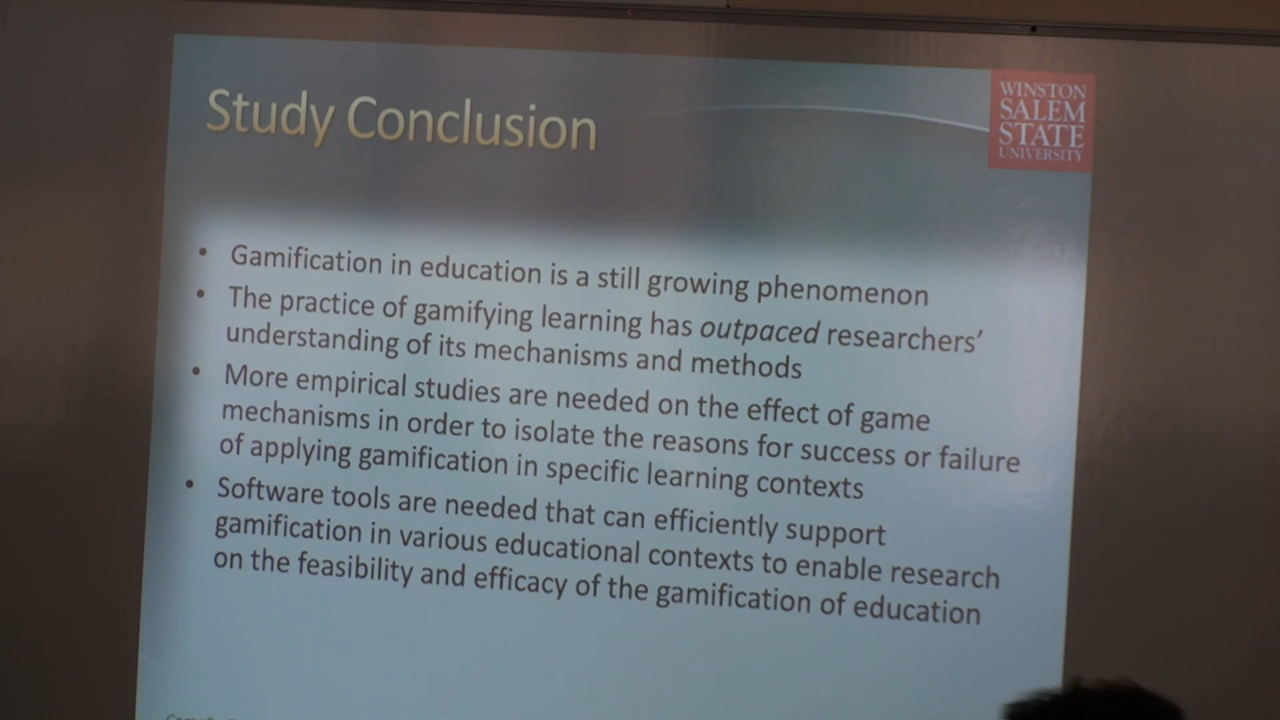 Study Conclusion
WINSTON
SALEM
STATE
UNIVERSITY
• Gamification in education is a still growing phenomenon
• The practice of gamifying learning has outpaced researchers’
understanding of its mechanisms and methods
• More empirical studies are needed on the effect of game
mechanisms in order to isolate the reasons for success or failure
of applying gamification in specific learning contexts
• Software tools are needed that can efficiently support
gamification in various educational contexts to enable research
on the feasibility and efficacy of the gamification of education